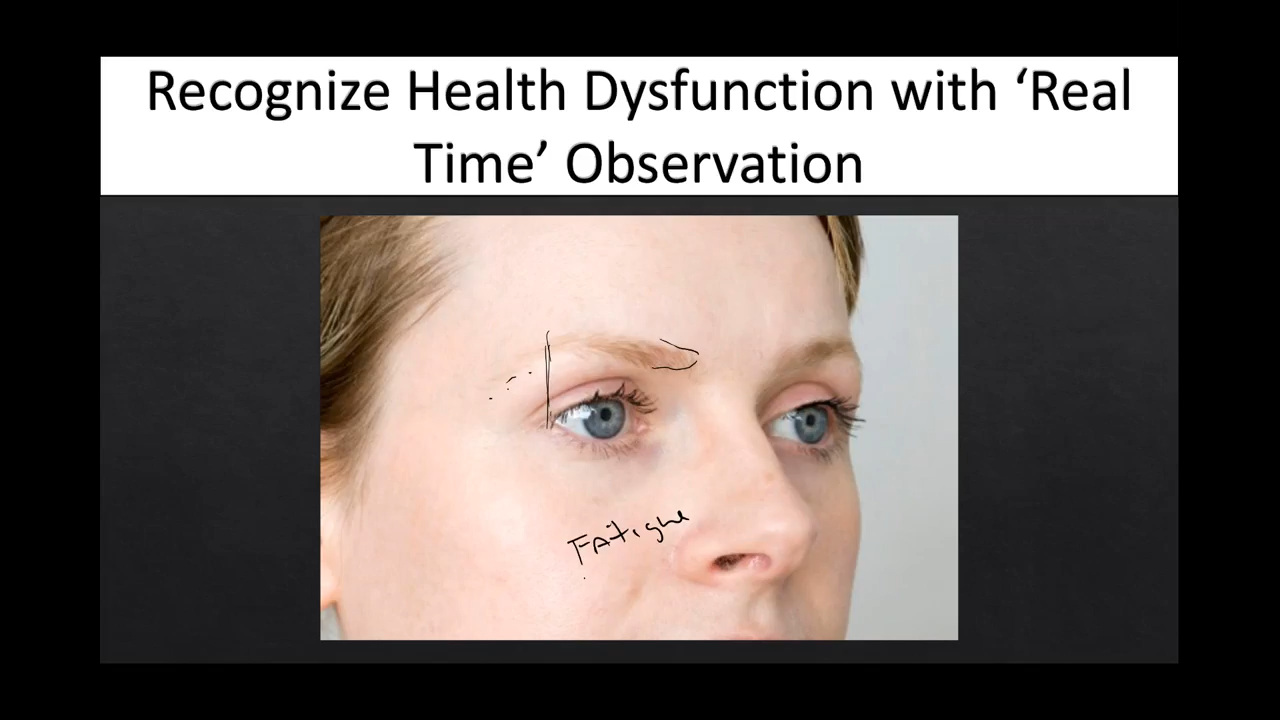 Recognize Health Dysfunction with ‘Real
Time’ Observation
Fatigue